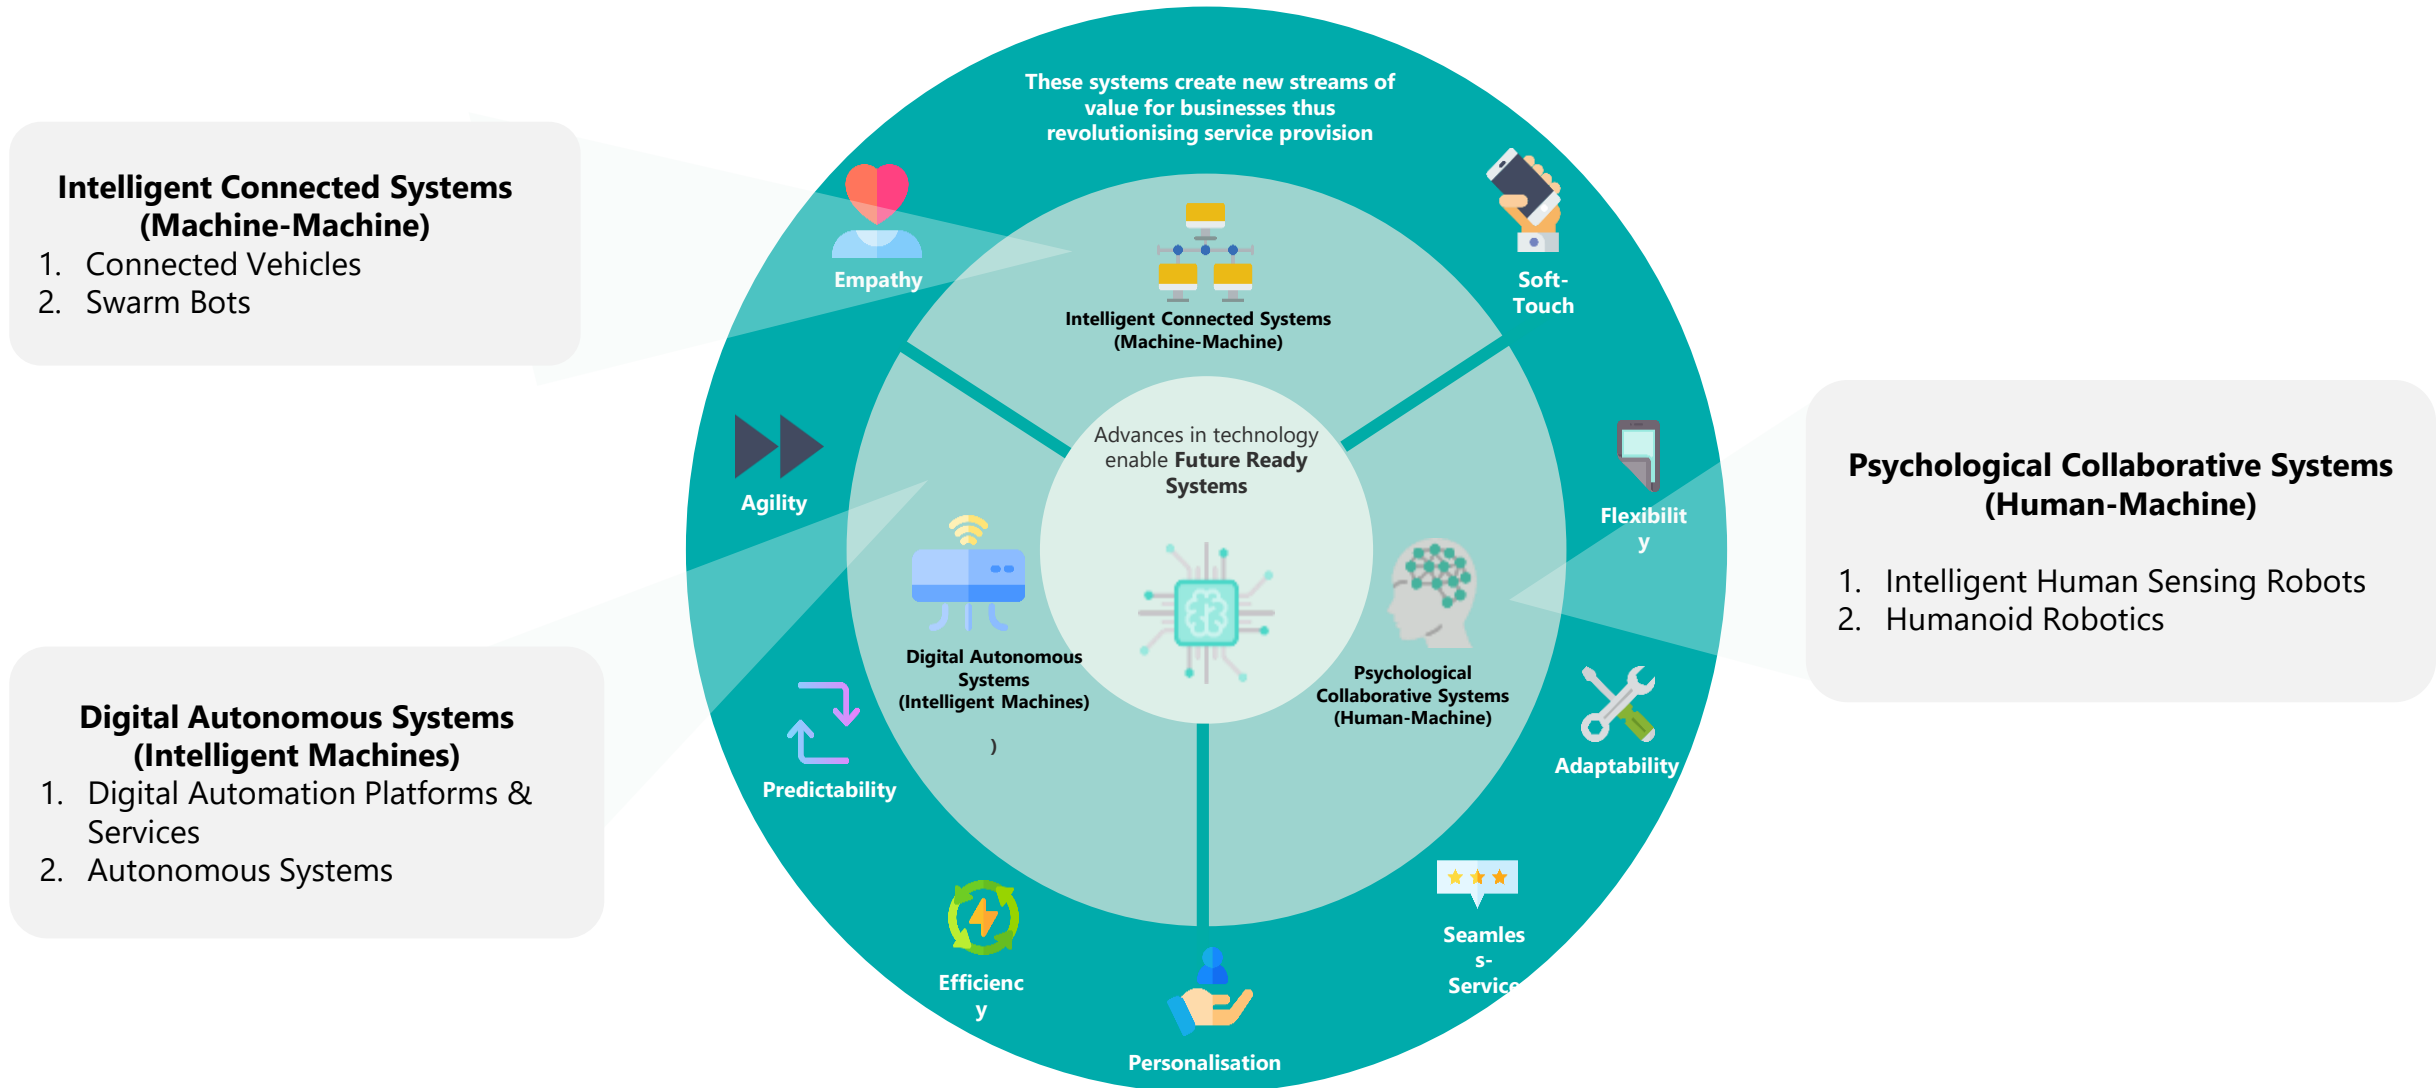 These systems create new streams of
value for businesses thus
revolutionising service provision
Intelligent Connected Systems
(Machine-Machine)
1. Connected Vehicles
2. Swarm Bots
Empathy
Soft-
Touch
Intelligent Connected Systems
(Machine-Machine)
Advances in technology
enable Future Ready
Systems
Agility
Flexibilit
y
Psychological Collaborative Systems
(Human-Machine)
1. Intelligent Human Sensing Robots
2. Humanoid Robotics
Digital Autonomous
Systems
(Intelligent Machines)
)
Psychological
Collaborative Systems
(Human-Machine)
Digital Autonomous Systems
(Intelligent Machines)
1. Digital Automation Platforms &
Services
2. Autonomous Systems
Predictability
Adaptability
Efficienc
y
Seamles
s-
Service
Personalisation